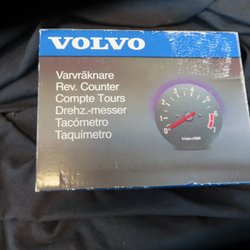 VOLVO
Varvräknare
Rev. Counter
Compte Tours
Drehz.-messer
Tacómetro
Taquímetro